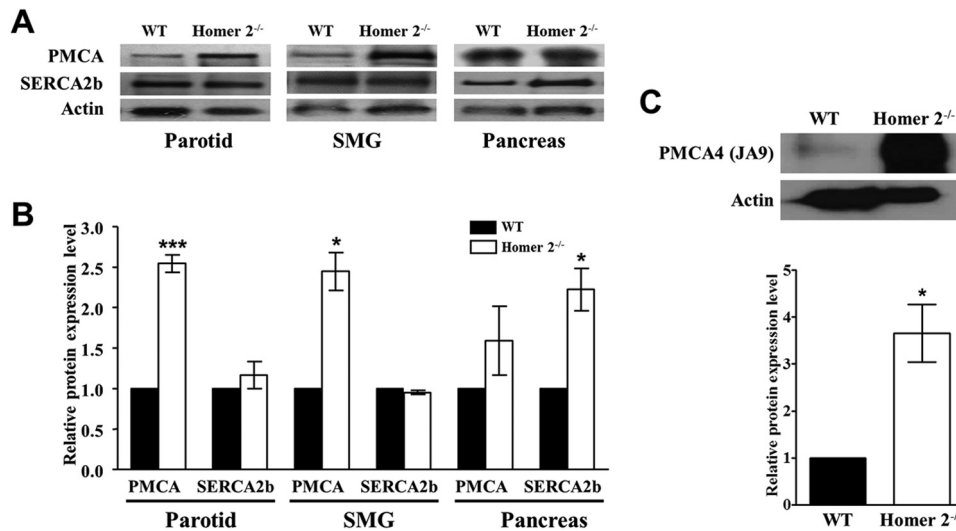 A
WT Homer 2-/- WT Homer 2-/- WT Homer 2-/-
PMCA
SERCA2b
Actin
Parotid SMG Pancreas
B
Relative protein expression level
3.0
2.5
2.0
1.5
1.0
0.5
0.0
*** * *
WT
Homer 2-/-
PMCA SERCA2b PMCA SERCA2b PMCA SERCA2b
Parotid SMG Pancreas
C
WT Homer 2-/-
PMCA4 (JA9)
Actin
Relative protein expression level
5
4
3
2
1
0
*
WT Homer 2-/-